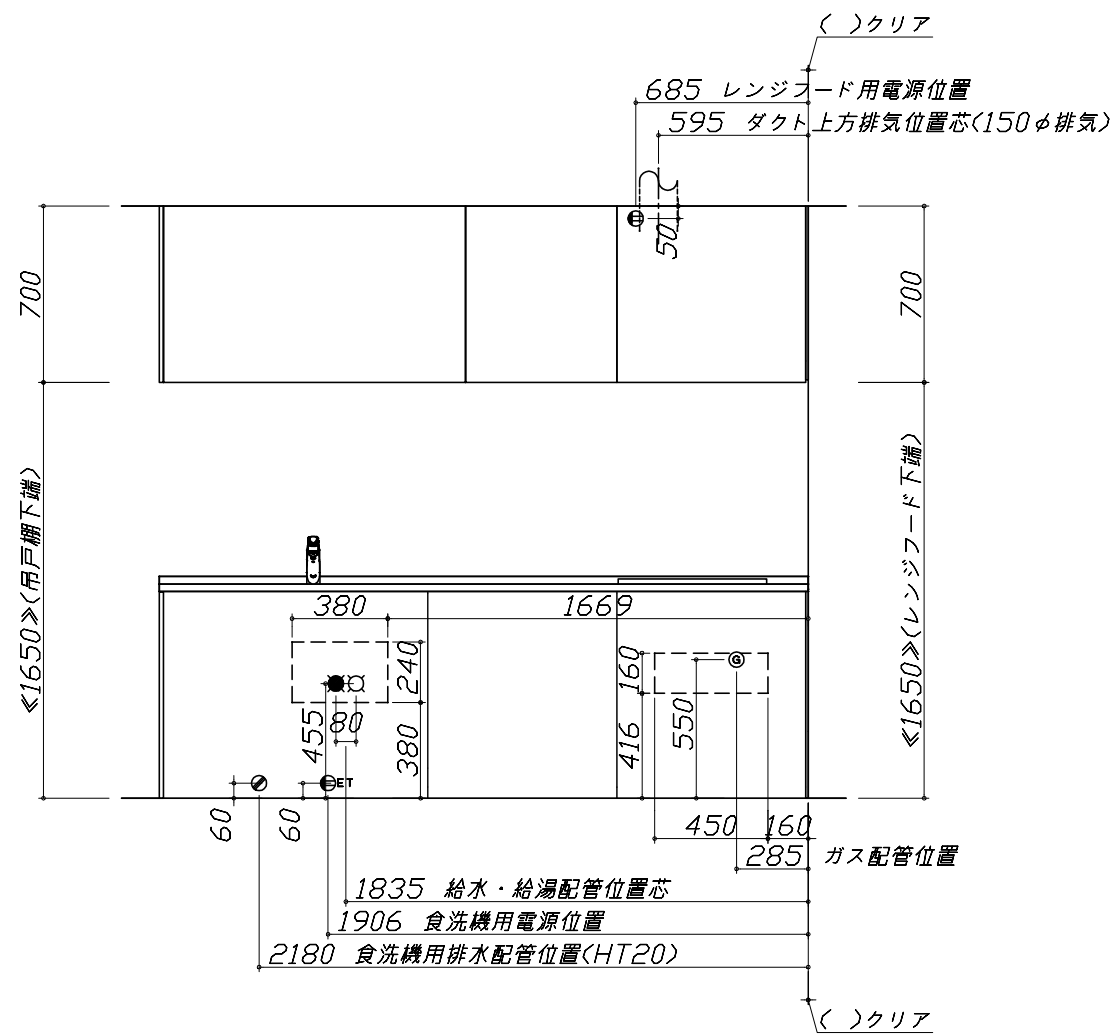 ( )クリア
685 レンジフード用電源位置
595 ダクト上方排気位置芯(150φ排気)
50
700
700
≪1650≫(吊戸棚下端)
≪1650≫(レンジフード下端)
380
1669
240
160
G
455
80
380
416
550
ET
60
60
450
160
285 ガス配管位置
1835 給水・給湯配管位置芯
1906 食洗機用電源位置
2180 食洗機用排水配管位置(HT20)
( )クリア